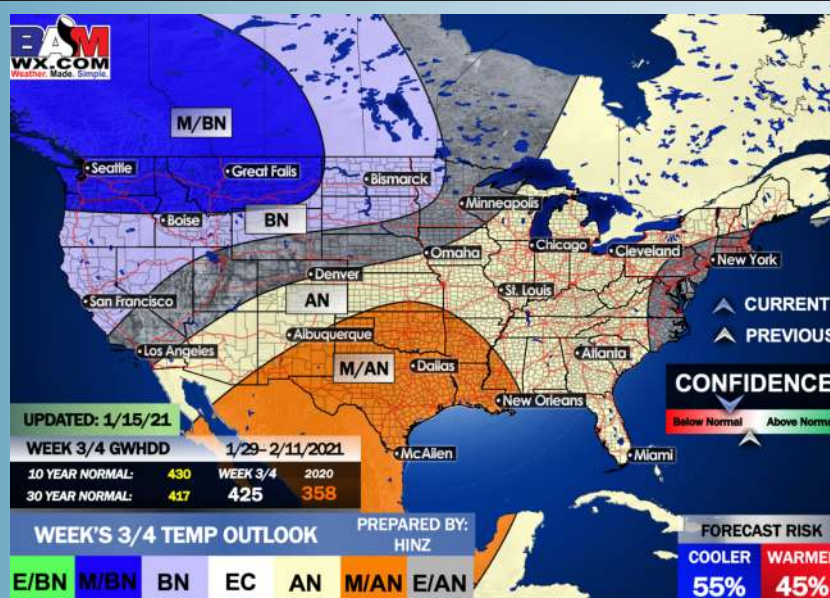 BAM
WX.COM
Weather. Made. Simple.
M/BN
Seattle
Great Falls
Bismarck
Minneapolis
Boise
BN
Omaha
Chicago
Cleveland
New York
Denver
San Francisco
AN
St. Louis
CURRENT
PREVIOUS
Albuquerque
Los Angeles
M/AN
Dallas
Atlanta
CONFIDENCE
New Orleans
Below Normal
Above Norma
UPDATED: 1/15/21
WEEK 3/4 GWHDD 1/29–2/11/2021
McAllen
Miami
10 YEAR NORMAL: 430 WEEK 3/4 2020
30 YEAR NORMAL: 417 425 358
WEEK'S 3/4 TEMP OUTLOOK
PREPARED BY:
HINZ
FORECAST RISK
COOLER WARME
55% 45%
E/BN M/BN BN EC AN M/AN E/AN